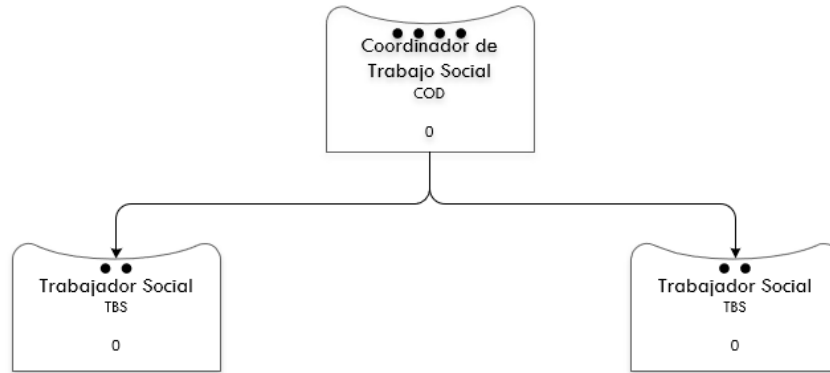 Coordinador de
Trabajo Social
COD
0
Trabajador Social
TBS
0
Trabajador Social
TBS
0